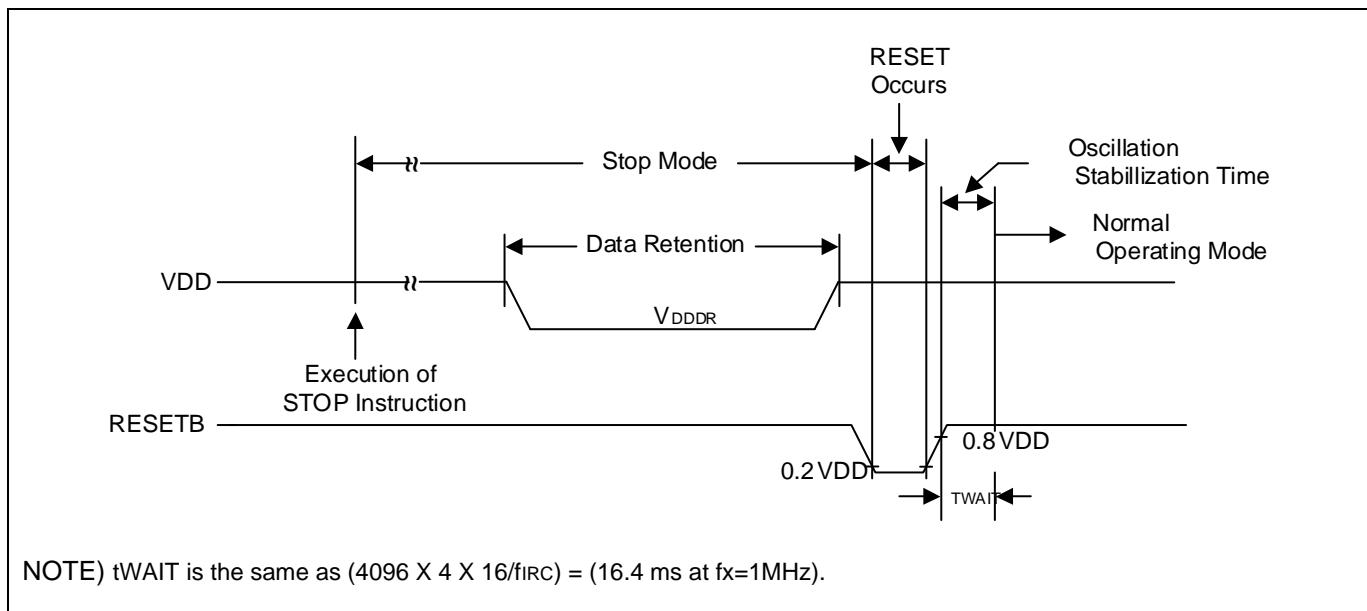 RESET
Occurs
Stop Mode
Oscillation
Stabillization Time
Data Retention
Normal
Operating Mode
VDD
VDDDR
Execution of
STOP Instruction
RESETB
0.8 VDD
0.2 VDD
TWAIT
NOTE) tWAIT is the same as (4096 X 4 X 16/fIRC) = (16.4 ms at fx=1MHz).